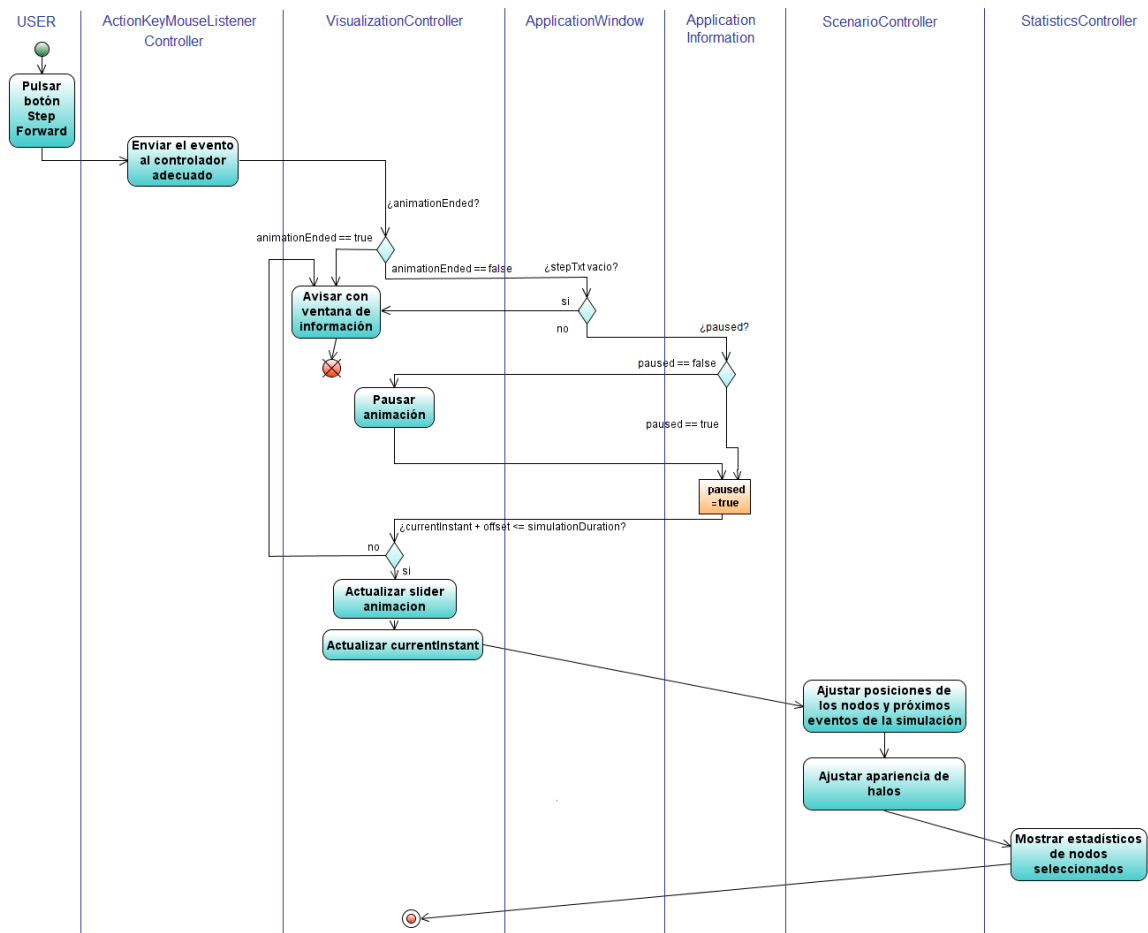 USER
ActionKeyMouseListener
Controller
VisualizationController
ApplicationWindow
Application
Information
ScenarioController
StatisticsController
Pulsar
botón
Step
Forward
Enviar el evento
al controlador
adecuado
¿animationEnded?
animationEnded == true
animationEnded == false
¿stepTxt vacio?
Avisar con
ventana de
información
si
no
¿paused?
paused == false
Pausar
animación
paused == true
paused
=true
¿currentInstant + offset <= simulationDuration?
no
si
Actualizar slider
animacion
Actualizar currentInstant
Ajustar posiciones de
los nodos y próximos
eventos de la simulación
Ajustar apariencia de
halos
Mostrar estadísticos
de nodos
seleccionados